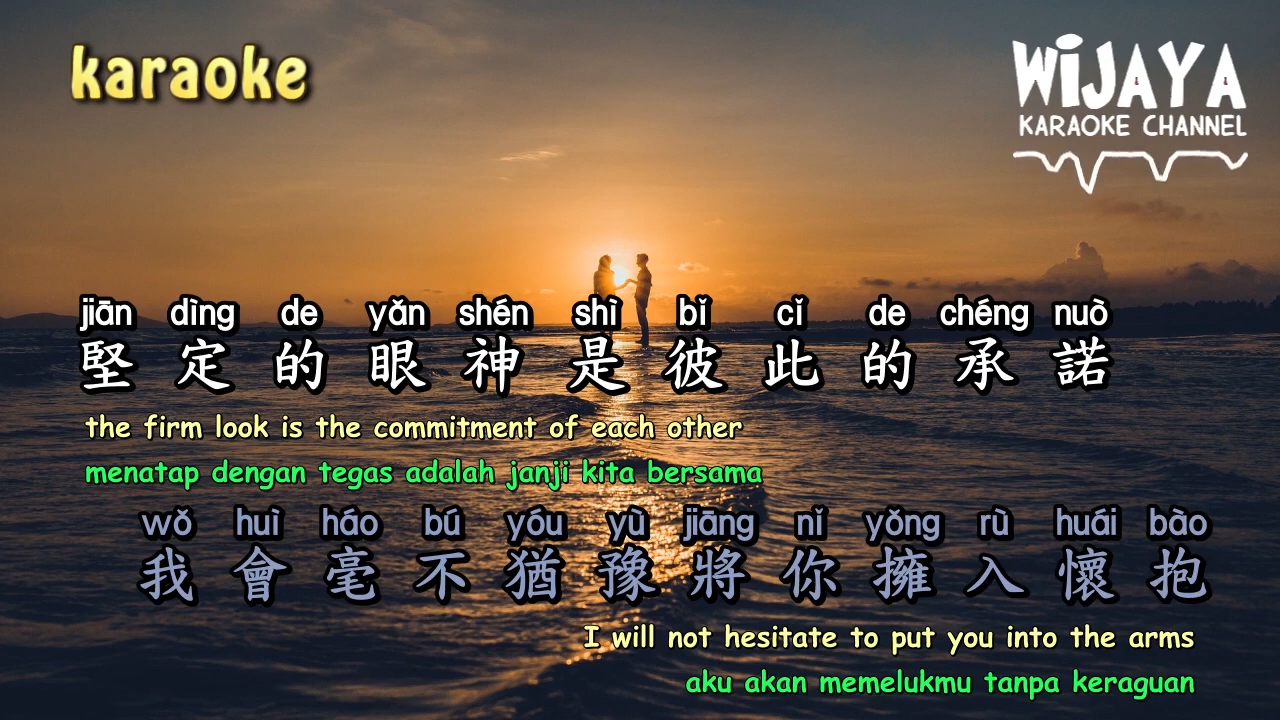 karaoke
WiJAYA
KARAOKE CHANNEL
jiān dìng de yǎn shén shì bǐ cǐ de chéng nuò
堅定的眼神是彼此的承諾
the firm look is the commitment of each other
menatap dengan tegas adalah janji kita bersama
wǒ huì háo bú yóu yù jiāng nǐ yǒng rù huái bào
我會毫不猶豫將你擁入懷抱
I will not hesitate to put you into the arms
aku akan memelukmu tanpa keraguan